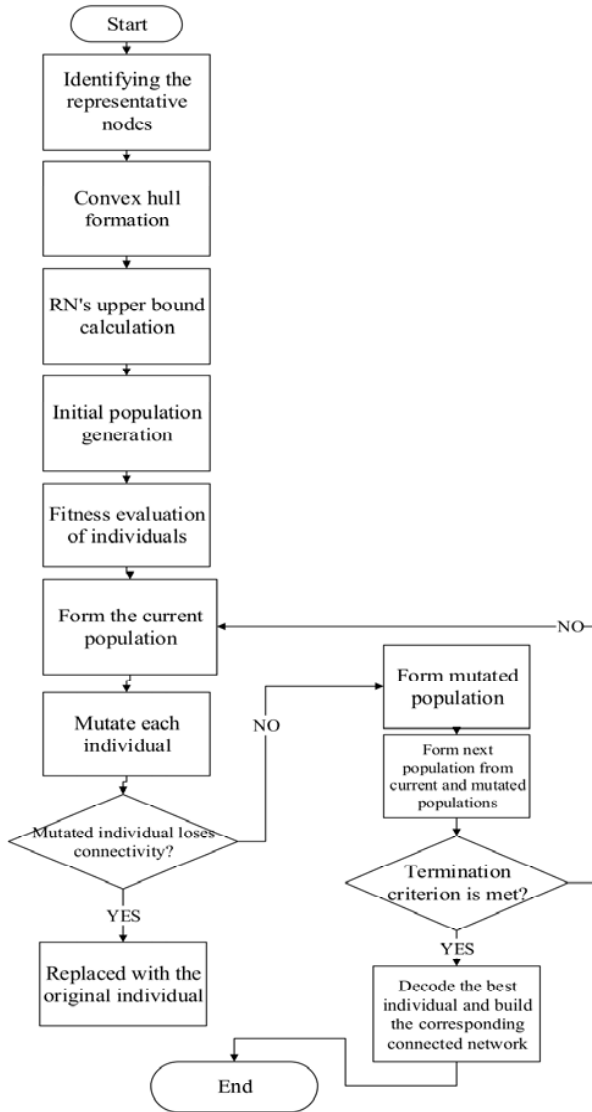 Start
Identifying the
representative
nodes
Convex hull
formation
RN's upper bound
calculation
Initial population
generation
Fitness evaluation
of individuals
Form the current
population
Mutate each
individual
Mutated individual loses
connectivity?
YES
Replaced with the
original individual
NO
Form mutated
population
Form next
population from
current and mutated
populations
Termination
criterion is met?
NO
YES
Decode the best
individual and build
the corresponding
connected network
End